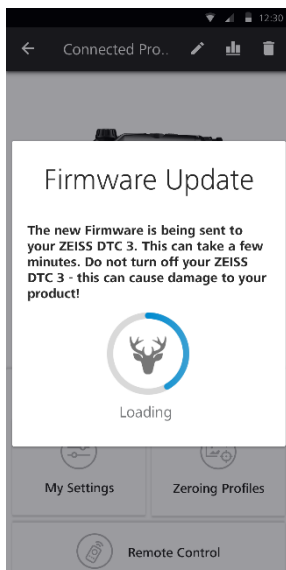 12:30
Connected Pro..
Firmware Update
The new Firmware is being sent to
your ZEISS DTC 3. This can take a few
minutes. Do not turn off your ZEISS
DTC 3 - this can cause damage to your
product!
Loading
My Settings
Zeroing Profiles
Remote Control